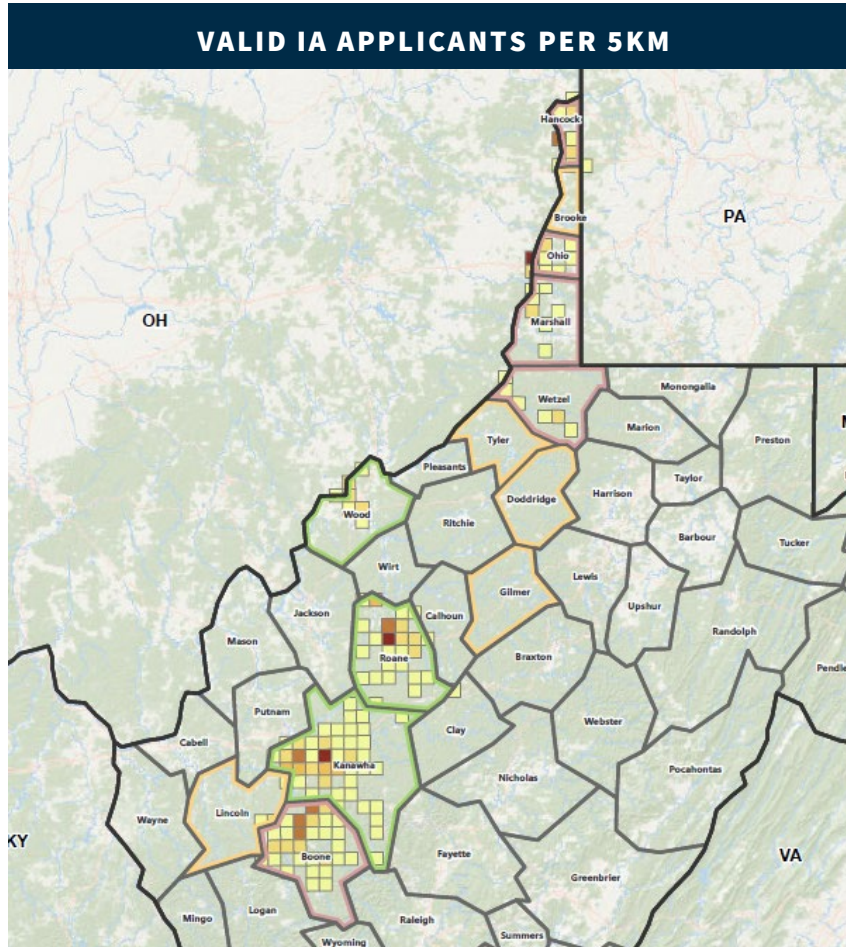 VALID IA APPLICANTS PER 5KM
Hancock
Brooke
PA
Ohio
OH
Marshall
Monongalia
Wetzel
Marion
Tyler
Preston
Pleasants
Taylor
Doddridge
Harrison
Wood
Ritchie
Barbour
Tucker
Wirt
Lewis
Gilmer
Upshur
Jackson
Calhoun
Randolph
Mason
Roane
Braxton
Pendle
Putnam
Webster
Clay
Cabell
Kanawha
Pocahontas
Nicholas
Lincoln
Wayne
KY
Fayette
VA
Boone
Greenbrier
Logan
Mingo
Raleigh
Summers
Wyoming